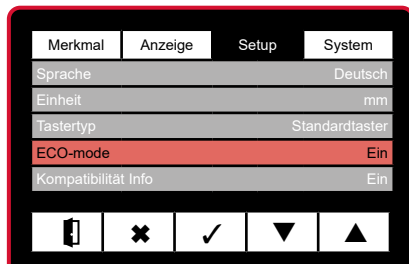 Merkmal Anzeige Setup System
Sprache Deutsch
Einheit mm
Tastertyp Standardtaster
ECO-mode Ein
Kompatibilität Info Ein